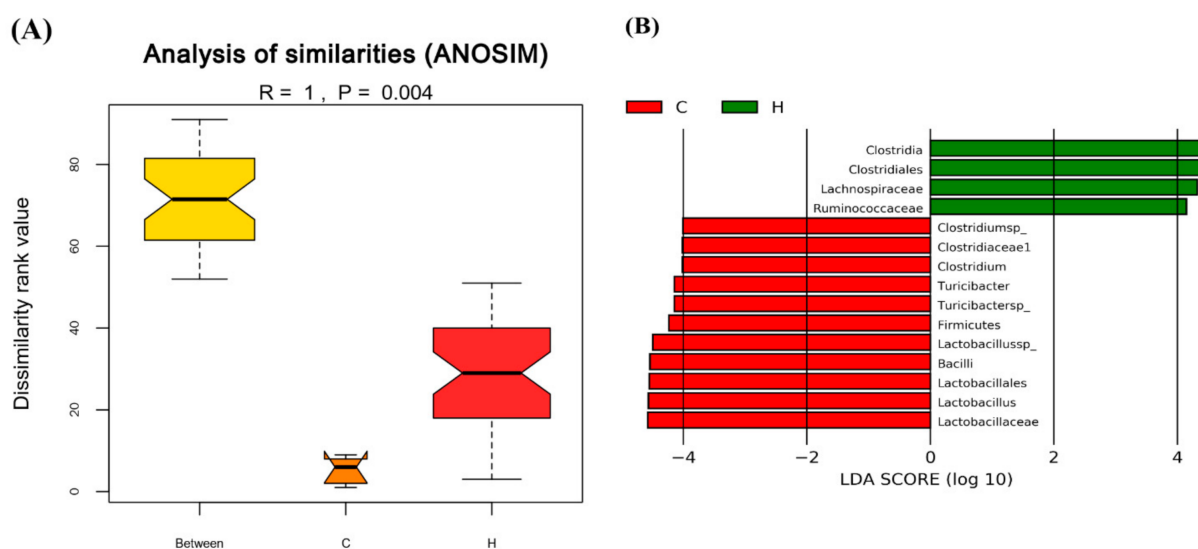 (A)
Analysis of similarities (ANOSIM)
R = 1 , P = 0.004
Dissimilarity rank value
80
60
40
20
0
Between
C
H
(B)
C
H
Clostridia
Clostridiales
Lachnospiraceae
Ruminococcaceae
Clostridiumsp_
Clostridiaceae1
Clostridium
Turicibacter
Turicibactersp_
Firmicutes
Lactobacillussp_
Bacilli
Lactobacillales
Lactobacillus
Lactobacillaceae
−4
−2
0
2
4
LDA SCORE (log 10)